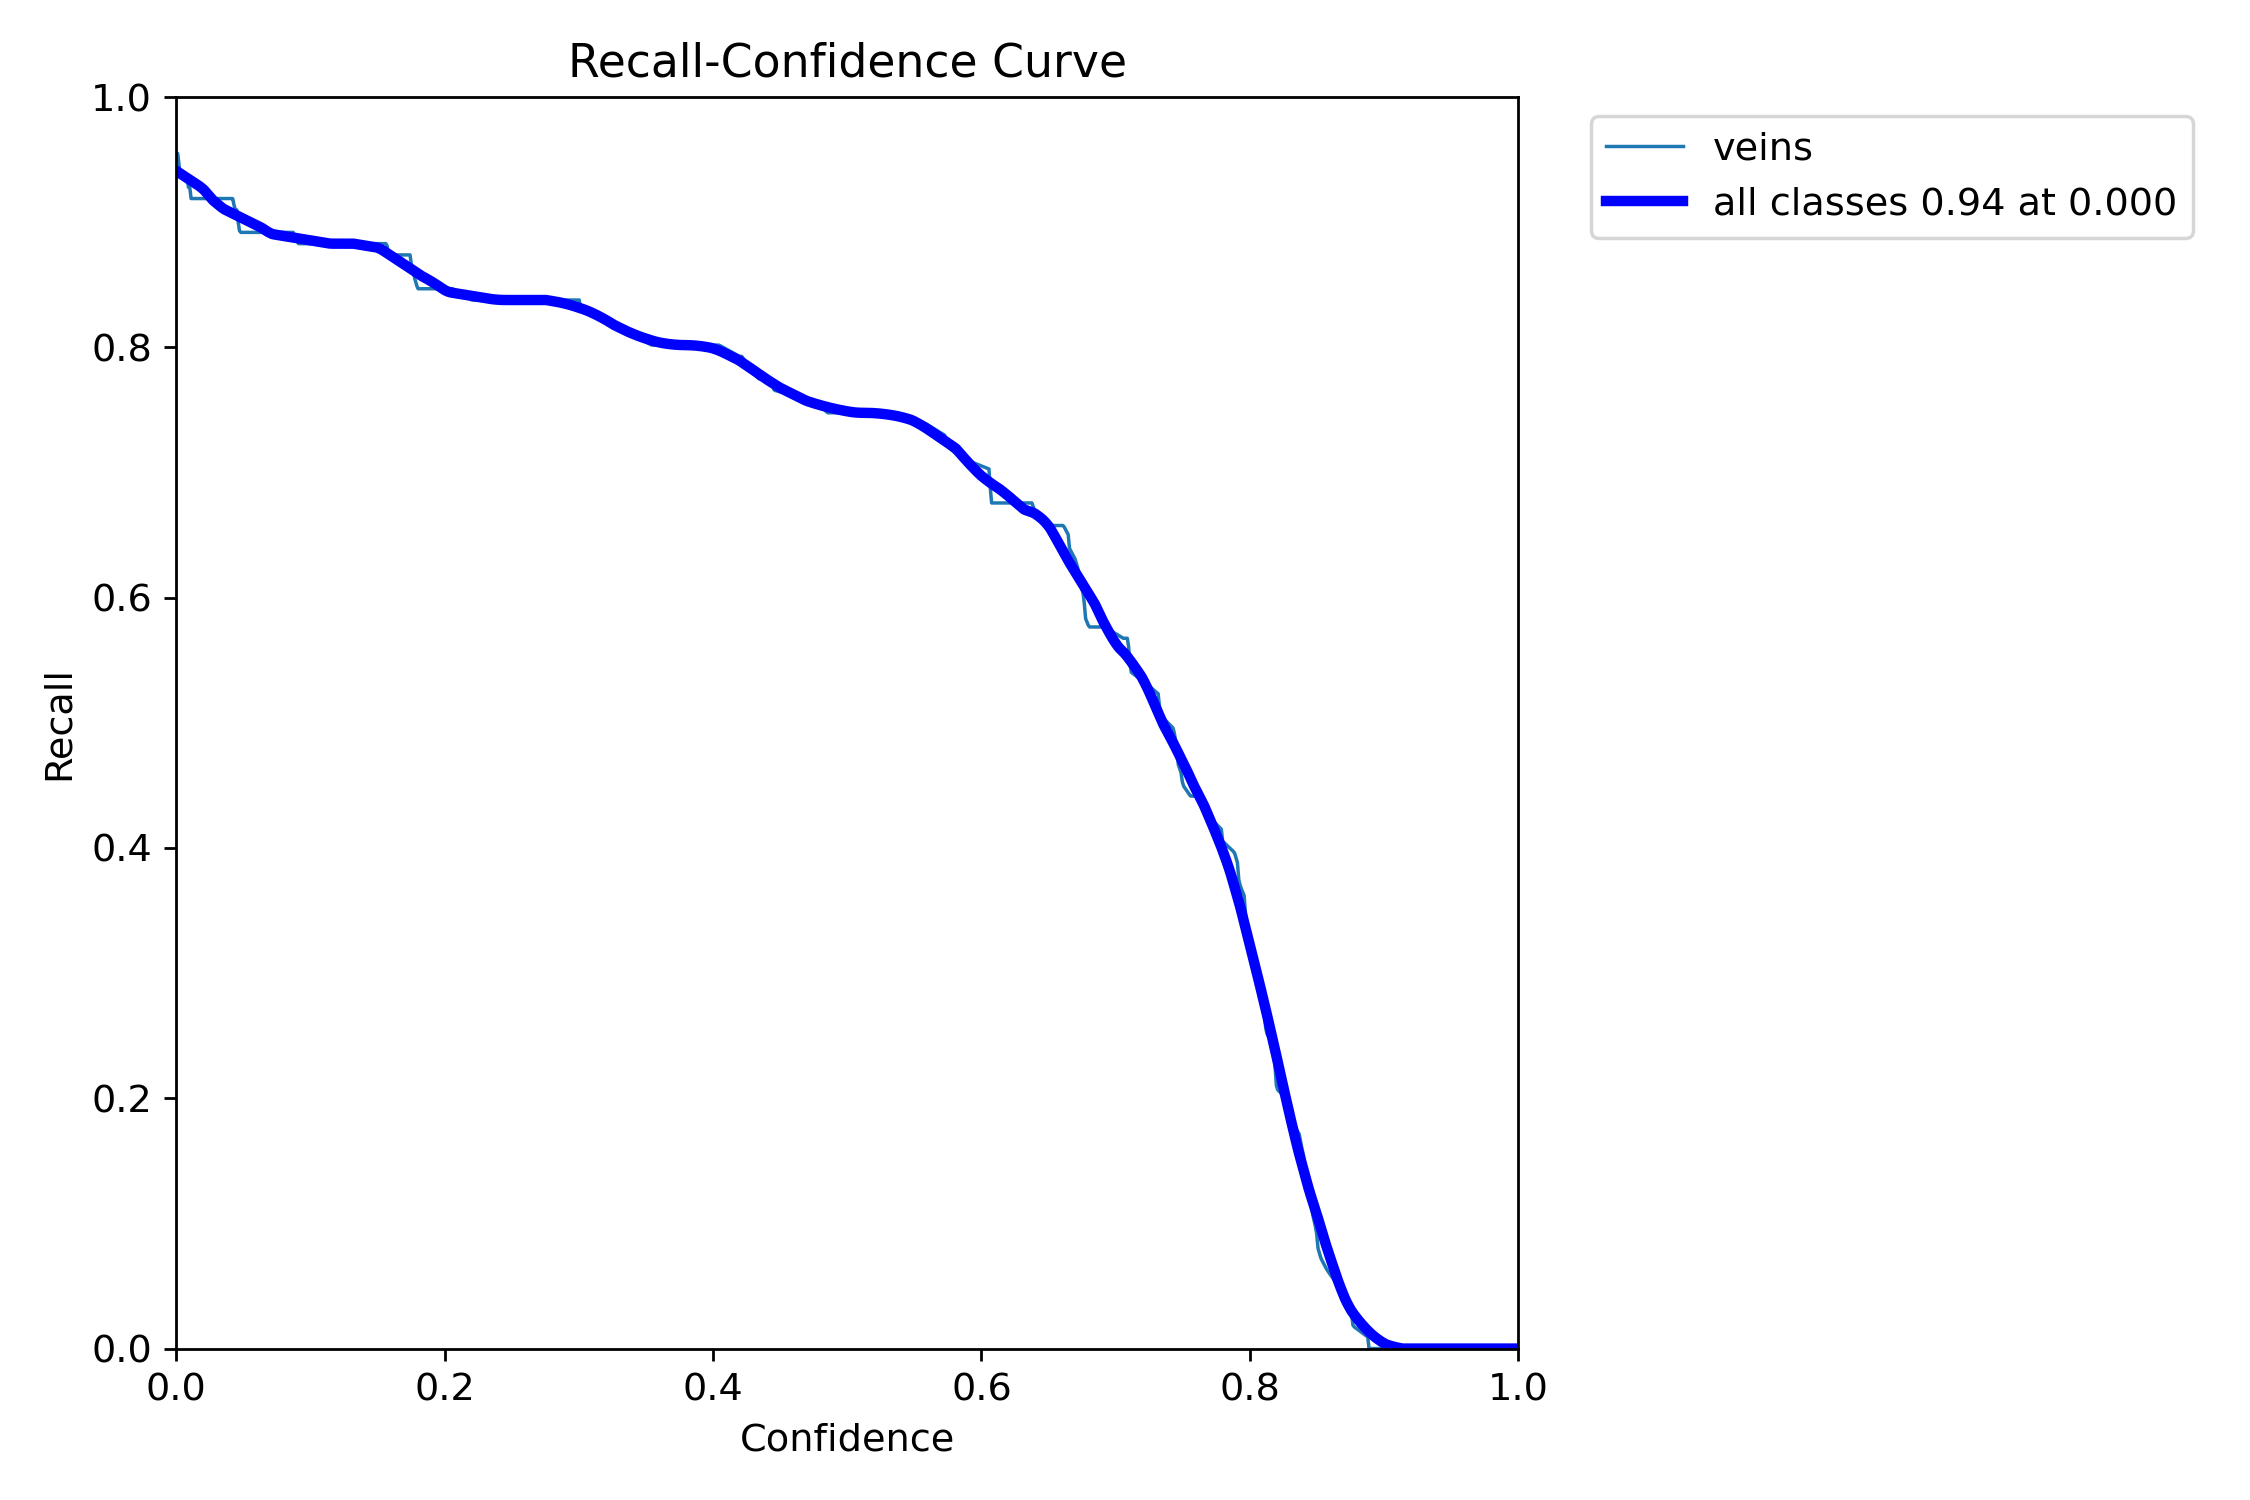 Recall-Confidence Curve
1.0
0.8
0.6
0.4
0.2
0.0
Recall
0.0 0.2 0.4 0.6 0.8 1.0
Confidence
veins
all classes 0.94 at 0.000